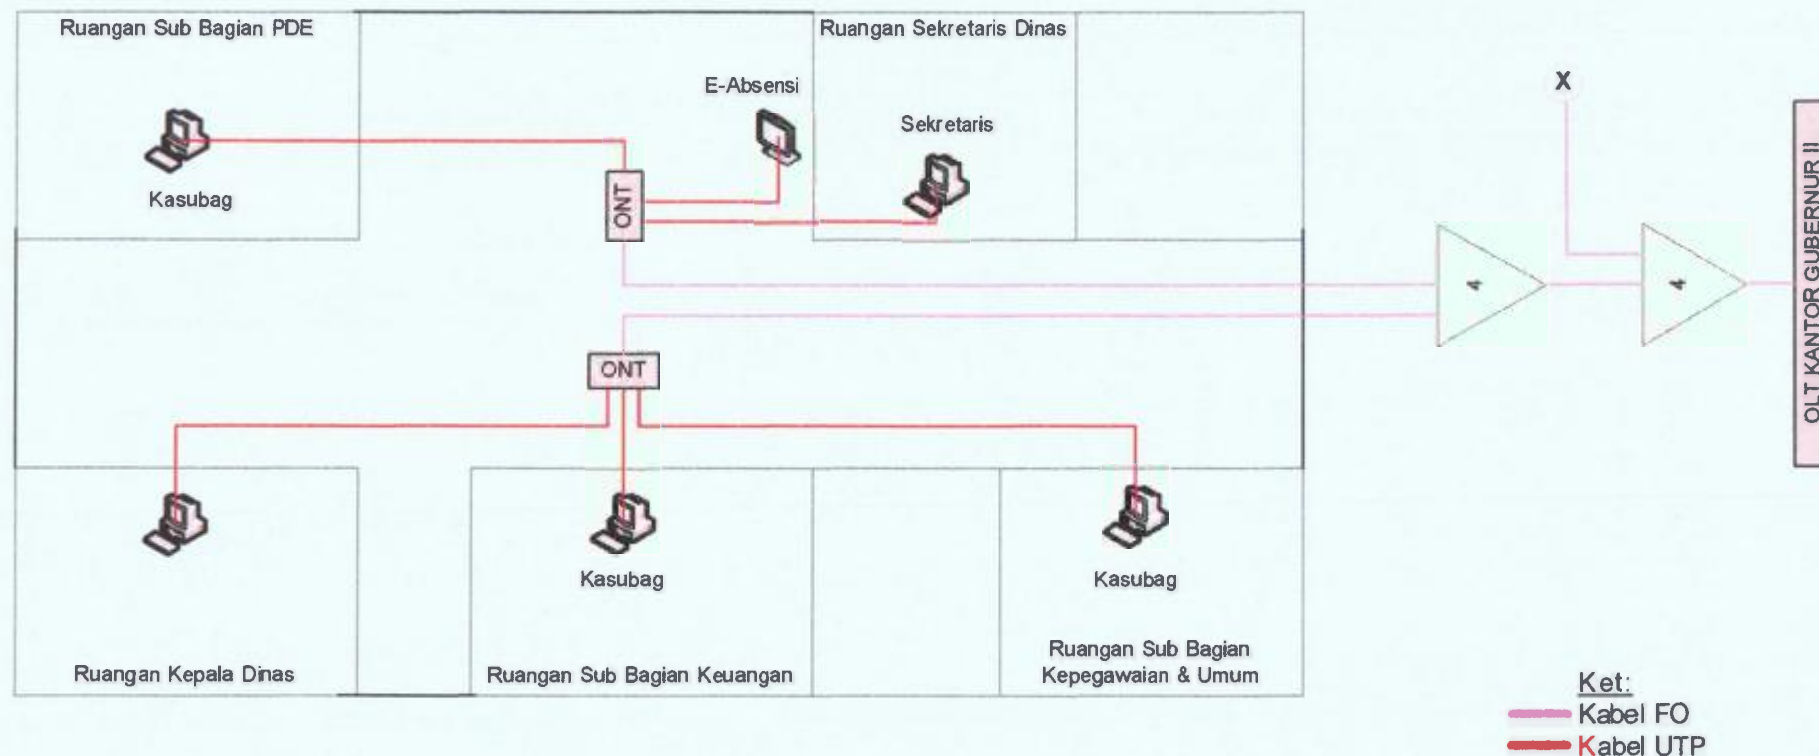 Ruangan Sub Bagian PDE
Ruangan Sekretaris Dinas
E-Absensi
X
Sekretaris
Kasubag
ONT
4
4
OLT KANTOR GUBERNUR II
ONT
Kasubag
Kasubag
Ruangan Kepala Dinas
Ruangan Sub Bagian Keuangan
Ruangan Sub Bagian
Kepegawaian & Umum
Ket:
Kabel FO
Kabel UTP